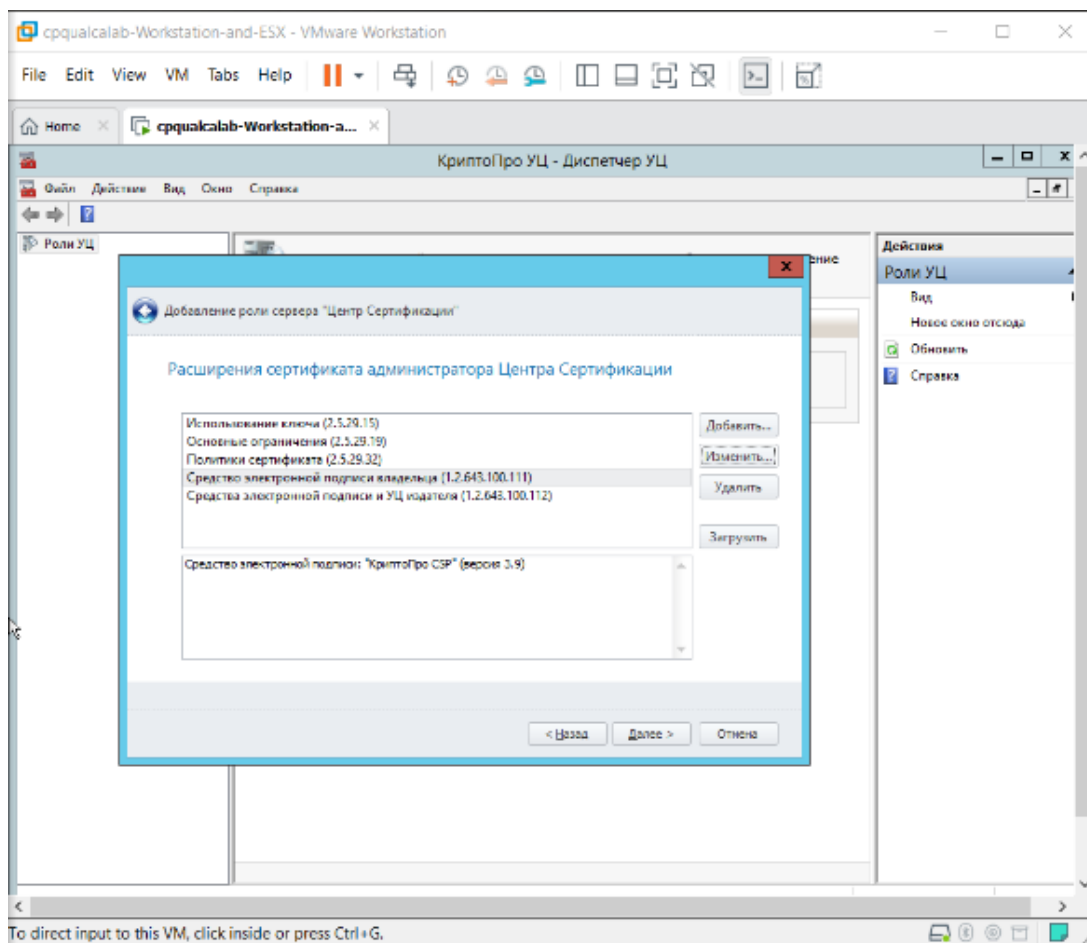 cpqualcalab-Workstation-and-ESX - VMware Workstation
File Edit View VM Tabs Help
Home
cpqualcalab-Workstation-a...
КриптоПро УЦ - Диспетчер УЦ
Файл Действие Вид Окно Справка
Роли УЦ
ение
Действия
Роли УЦ
Вид
Новое окно отсюда
Обновить
Справка
Добавление роли сервера "Центр Сертификации"
Расширения сертификата администратора Центра Сертификации
Использование ключа (2.5.29.15)
Основные ограничения (2.5.29.19)
Политики сертификата (2.5.29.32)
Средство электронной подписи владельца (1.2.643.100.111)
Средства электронной подписи и УЦ издателя (1.2.643.100.112)
Добавить...
Изменить...
Удалить
Загрузить
Средство электронной подписи: "КриптоПро CSP" (версия 3.9)
< Назад
Далее >
Отмена
To direct input to this VM, click inside or press Ctrl+G.